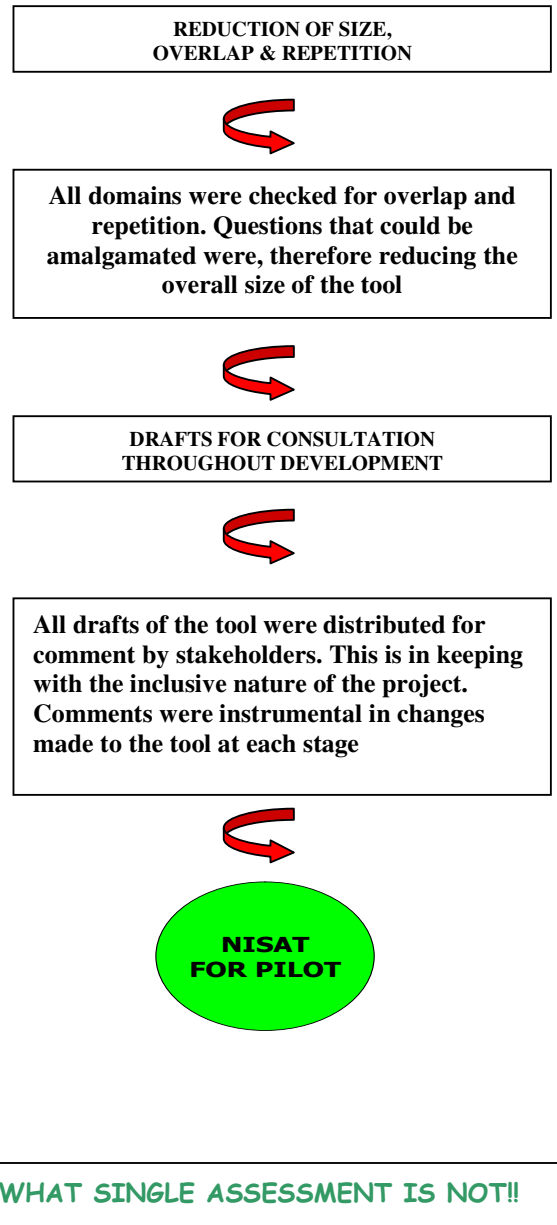 REDUCTION OF SIZE,
OVERLAP & REPETITION
All domains were checked for overlap and
repetition. Questions that could be
amalgamated were, therefore reducing the
overall size of the tool
DRAFTS FOR CONSULTATION
THROUGHOUT DEVELOPMENT
All drafts of the tool were distributed for
comment by stakeholders. This is in keeping
with the inclusive nature of the project.
Comments were instrumental in changes
made to the tool at each stage
NISAT
FOR PILOT
WHAT SINGLE ASSESSMENT IS NOT!!